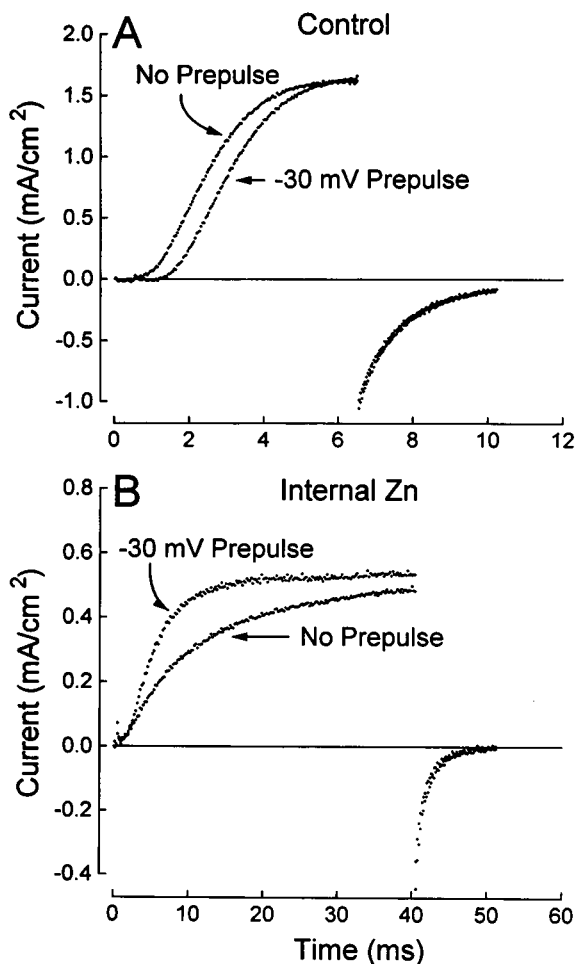 A
Control
2.0
1.5
1.0
0.5
0.0
-0.5
-1.0
Current (mA/cm²)
No Prepulse
-30 mV Prepulse
0 2 4 6 8 10 12
B
Internal Zn
0.8
0.6
0.4
0.2
0.0
-0.2
-0.4
Current (mA/cm²)
-30 mV Prepulse
No Prepulse
0 10 20 30 40 50 60
Time (ms)